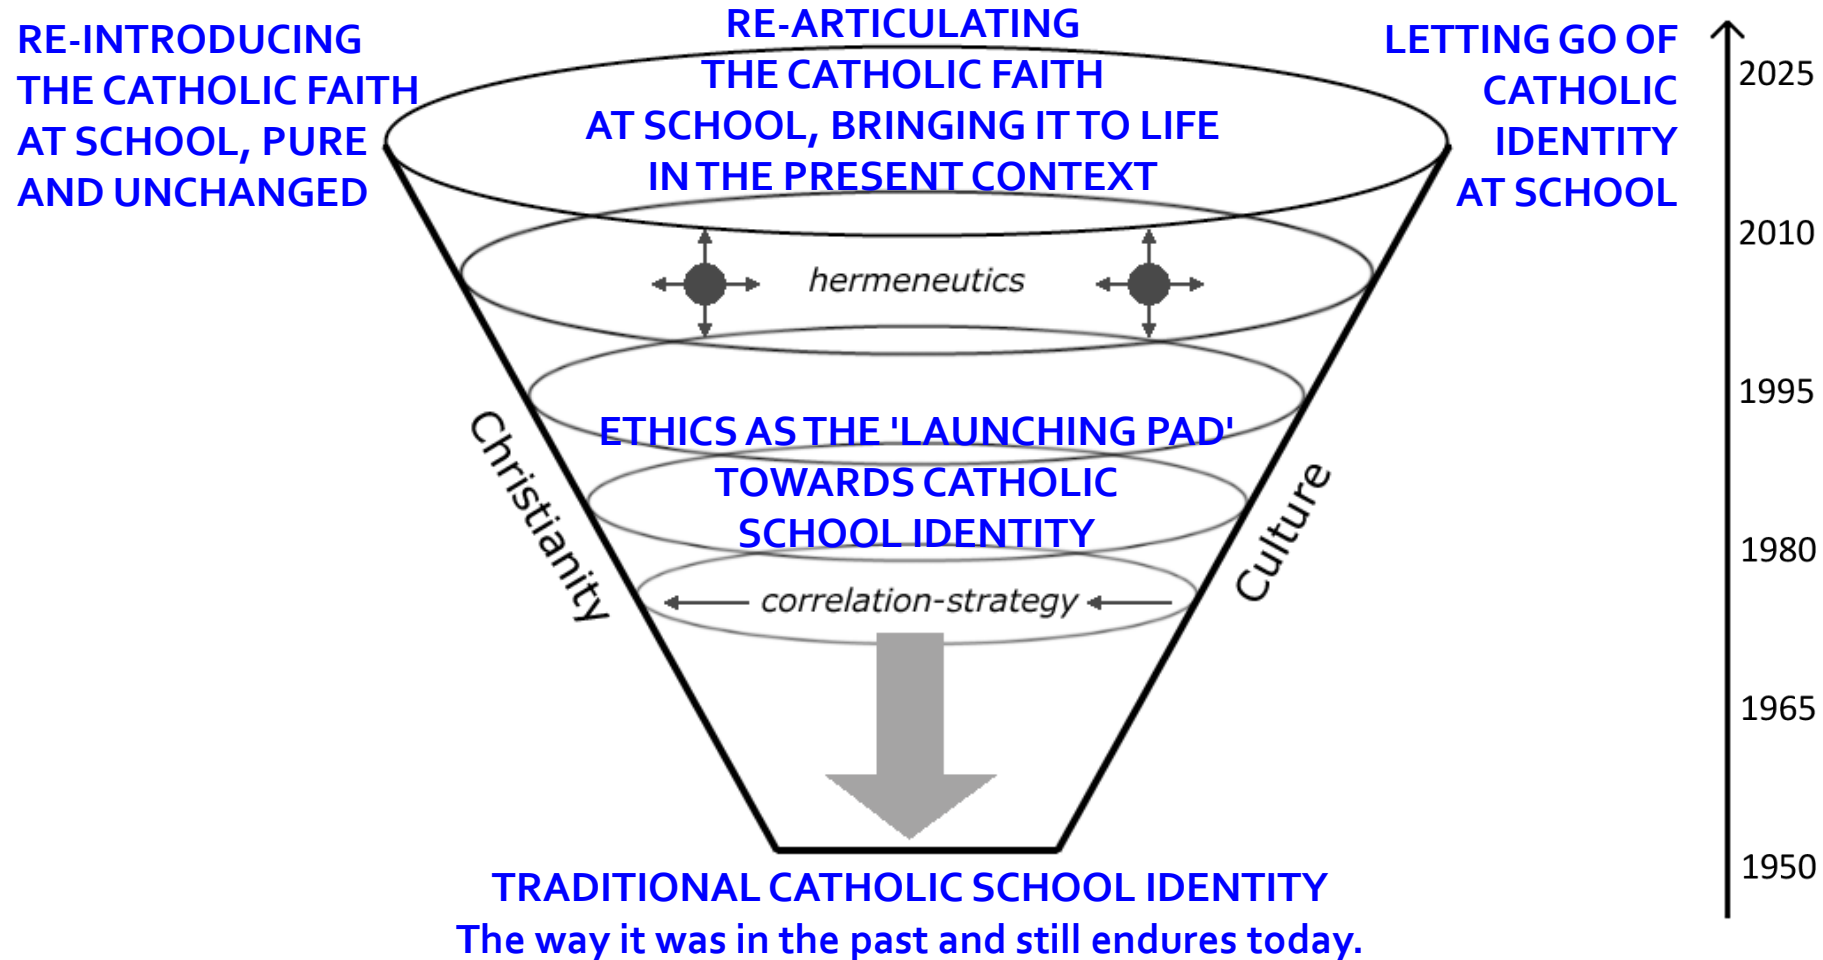 RE-INTRODUCING
THE CATHOLIC FAITH
AT SCHOOL, PURE
AND UNCHANGED
RE-ARTICULATING
THE CATHOLIC FAITH
AT SCHOOL, BRINGING IT TO LIFE
IN THE PRESENT CONTEXT
LETTING GO OF
CATHOLIC
IDENTITY
AT SCHOOL
hermeneutics
ETHICS AS THE 'LAUNCHING PAD'
TOWARDS CATHOLIC
SCHOOL IDENTITY
Christianity
Culture
correlation-strategy
TRADITIONAL CATHOLIC SCHOOL IDENTITY
The way it was in the past and still endures today.
2025
2010
1995
1980
1965
1950